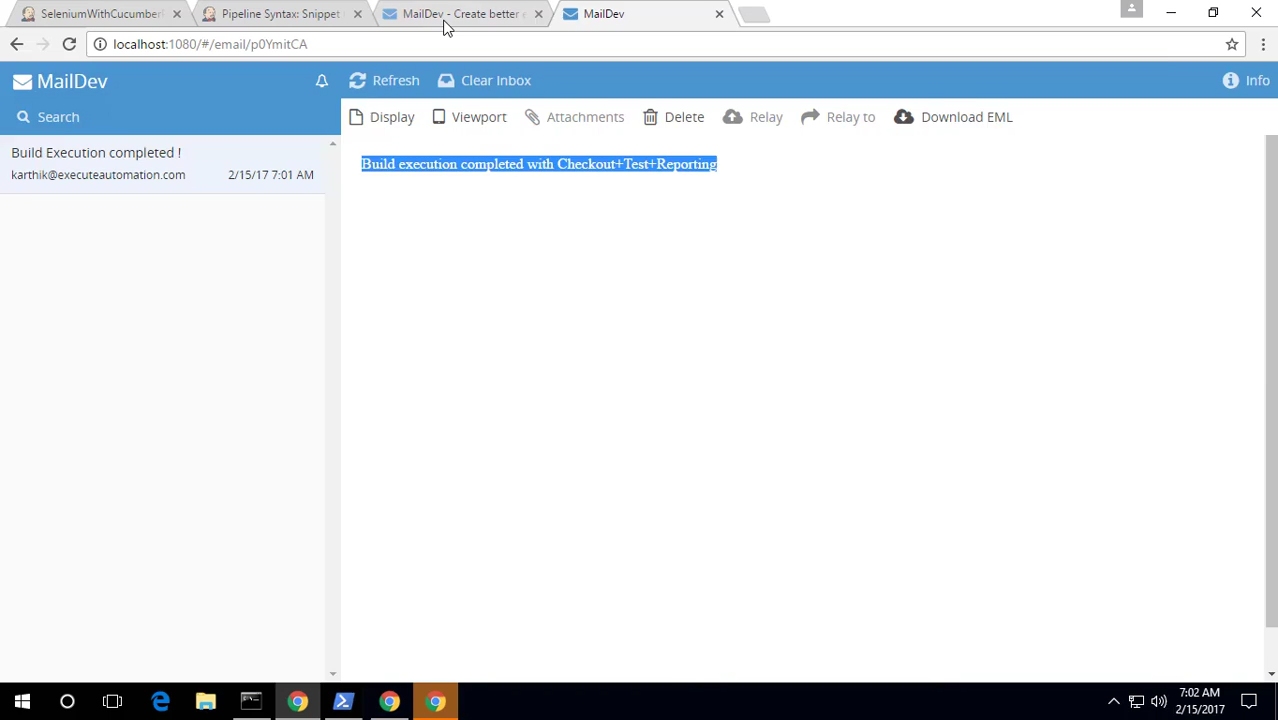 SeleniumWithCucumber
Pipeline Syntax: Snippet
MailDev - Create better
MailDev
localhost:1080/#/email/p0YmitCA
MailDev
Refresh
Clear Inbox
Info
Search
Display
Viewport
Attachments
Delete
Relay
Relay to
Download EML
Build Execution completed !
karthik@executeautomation.com
2/15/17 7:01 AM
Build execution completed with Checkout+Test+Reporting
7:02 AM
2/15/2017